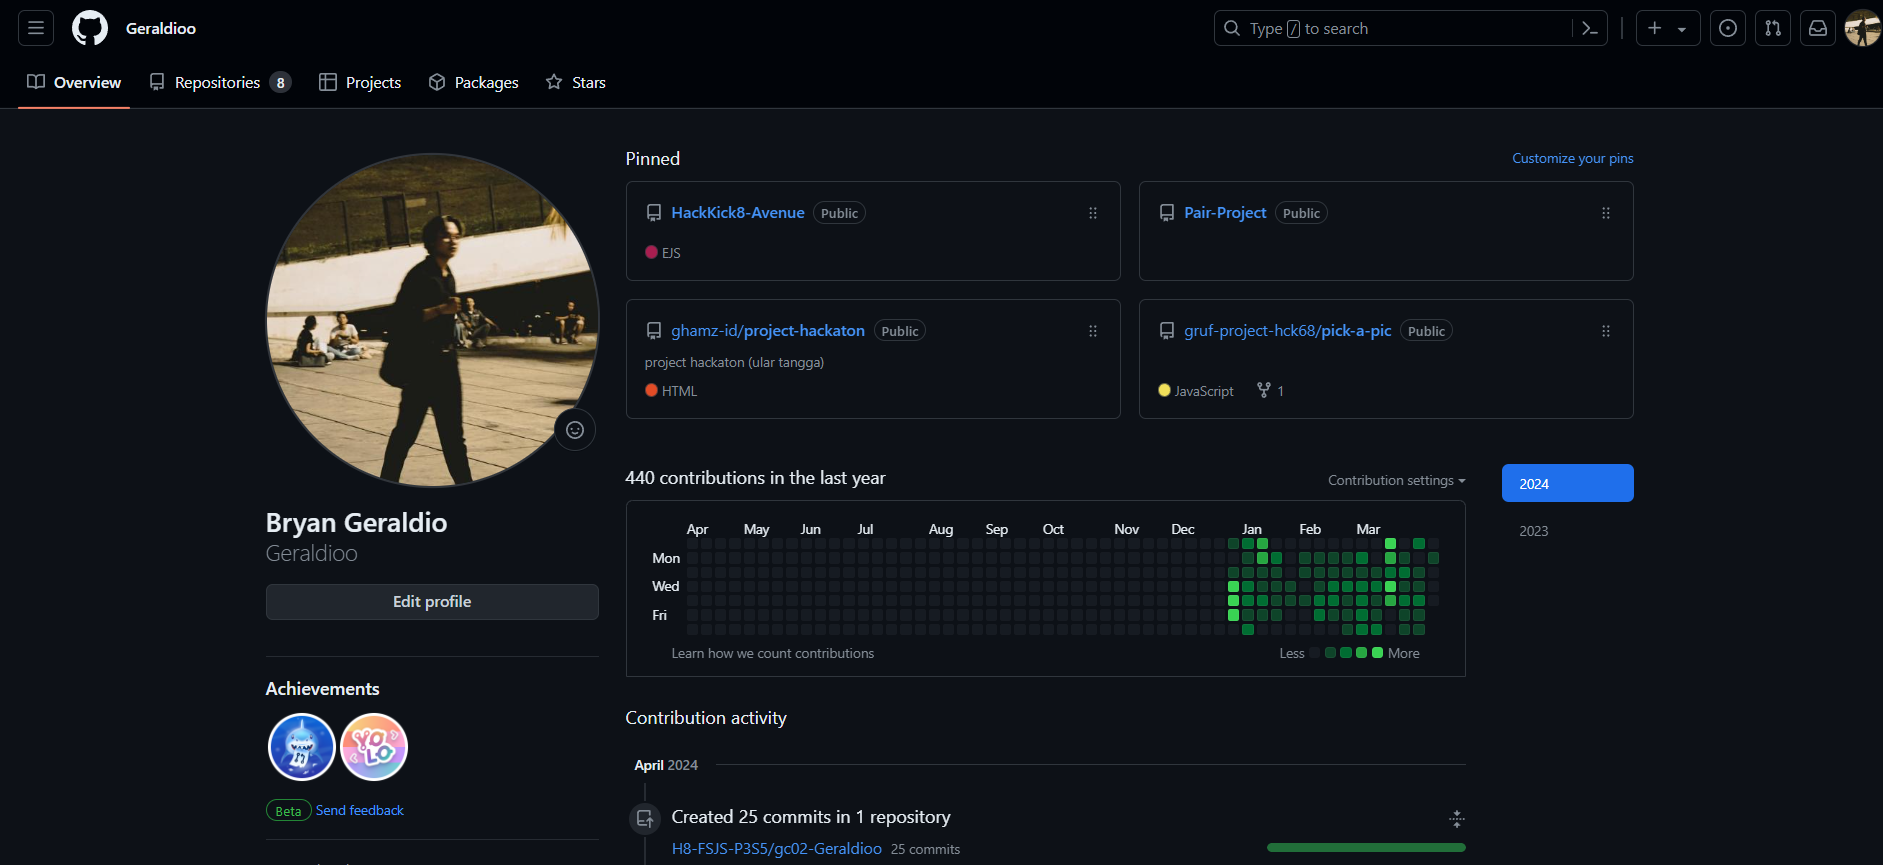 Geraldioo
Type / to search
Overview
Repositories 8
Projects
Packages
Stars
Bryan Geraldio
Geraldioo
Edit profile
Achievements
YOLO
Beta Send feedback
Pinned
Customize your pins
HackKick8-Avenue Public
EJS
Pair-Project Public
ghamz-id/project-hackaton Public
project hackaton (ular tangga)
HTML
gruf-project-hck68/pick-a-pic Public
JavaScript 1
440 contributions in the last year
Contribution settings
2024
2023
Apr May Jun Jul Aug Sep Oct Nov Dec Jan Feb Mar
Mon
Wed
Fri
Learn how we count contributions
Less More
Contribution activity
April 2024
Created 25 commits in 1 repository
H8-FSJS-P3S5/gc02-Geraldioo 25 commits